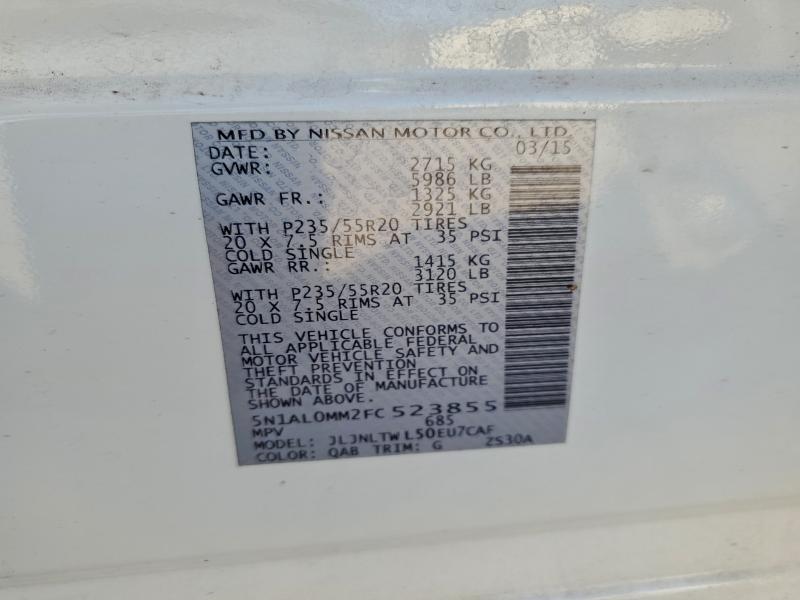 MFD BY NISSAN MOTOR CO., LTD.
DATE: 03/15
GVWR: 2715 KG
5986 LB
GAWR FR.: 1325 KG
2921 LB
WITH P235/55R20 TIRES
20 X 7.5 RIMS AT 35 PSI
COLD SINGLE
GAWR RR.: 1415 KG
3120 LB
WITH P235/55R20 TIRES
20 X 7.5 RIMS AT 35 PSI
COLD SINGLE
THIS VEHICLE CONFORMS TO
ALL APPLICABLE FEDERAL
MOTOR VEHICLE SAFETY AND
THEFT PREVENTION
STANDARDS IN EFFECT ON
THE DATE OF MANUFACTURE
SHOWN ABOVE.
5N1AL0MM2FC523855
MPV 685
MODEL: JLJNLTWL50EU7CAF
COLOR: QAB TRIM: G ZS30A